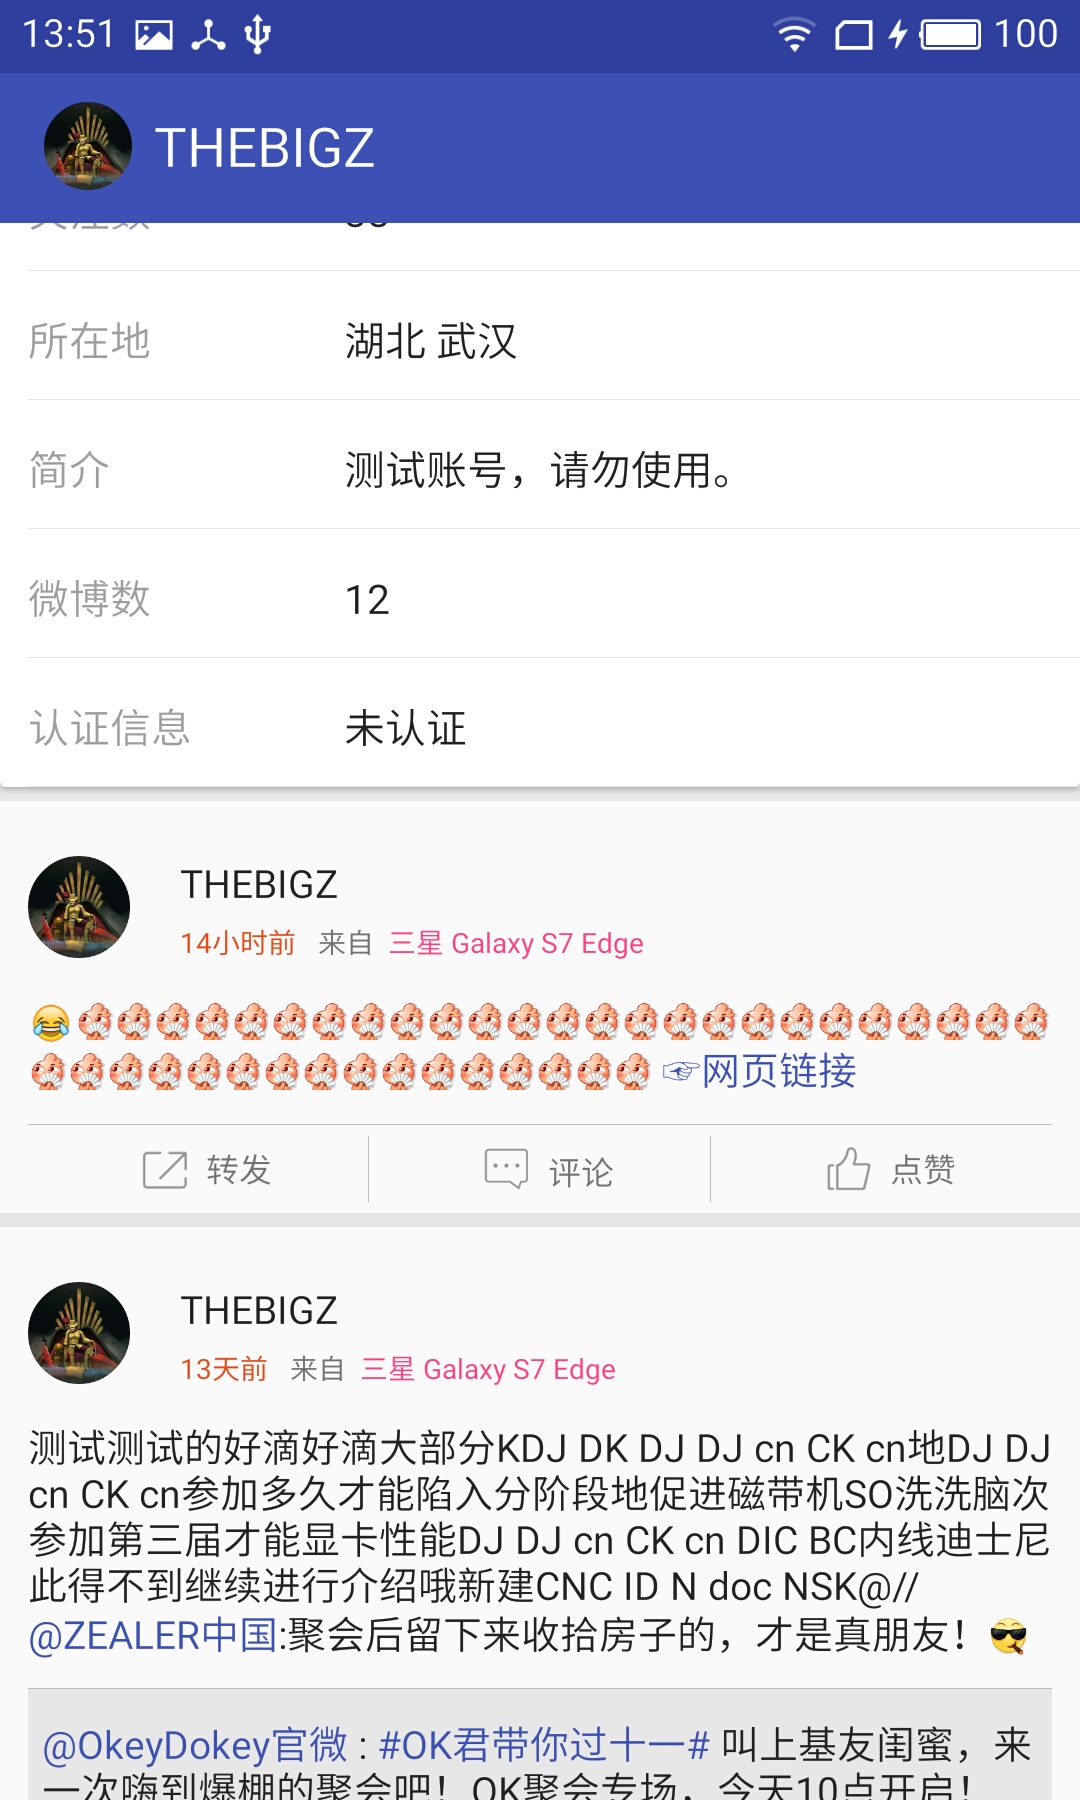 13:51 100
THEBIGZ
所在地 湖北 武汉
简介 测试账号，请勿使用。
微博数 12
认证信息 未认证
THEBIGZ
14小时前 来自 三星 Galaxy S7 Edge
😂
☞网页链接
转发 评论 点赞
THEBIGZ
13天前 来自 三星 Galaxy S7 Edge
测试测试的好滴好滴大部分KDJ DK DJ DJ cn CK cn地DJ DJ
cn CK cn参加多久才能陷入分阶段地促进磁带机SO洗洗脑次
参加第三届才能显卡性能DJ DJ cn CK cn DIC BC内线迪士尼
此得不到继续进行介绍哦新建CNC ID N doc NSK@//
@ZEALER中国:聚会后留下来收拾房子的，才是真朋友！
@OkeyDokey官微 : #OK君带你过十一# 叫上基友闺蜜，来
一次嗨到爆棚的聚会吧！OK聚会专场，今天10点开启！